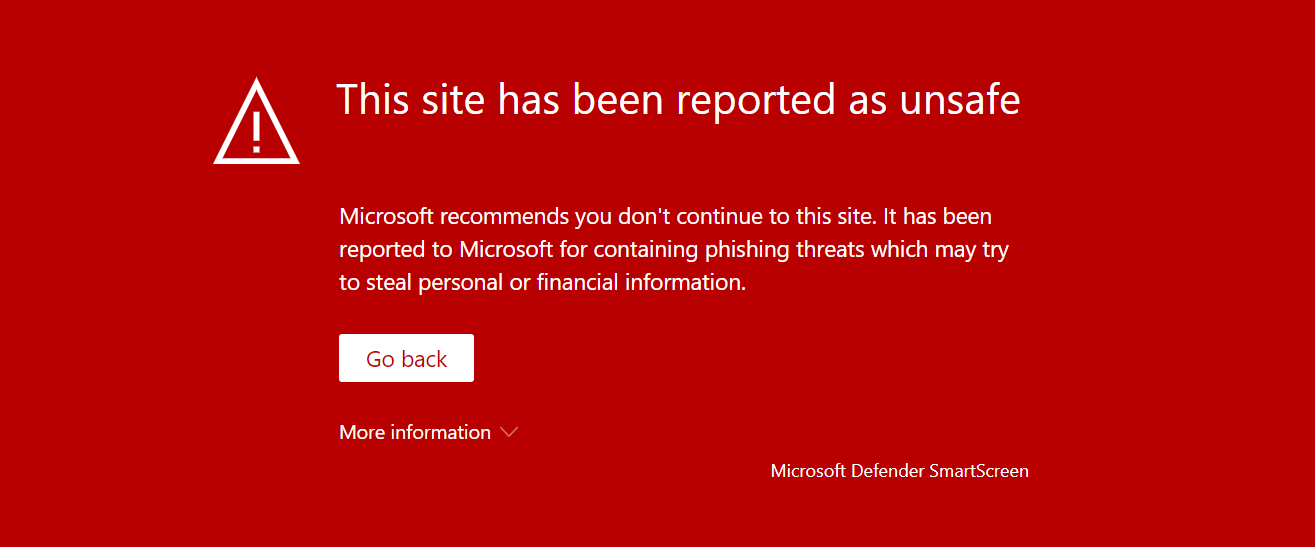 This site has been reported as unsafe
Microsoft recommends you don't continue to this site. It has been
reported to Microsoft for containing phishing threats which may try
to steal personal or financial information.
Go back
More information
Microsoft Defender SmartScreen